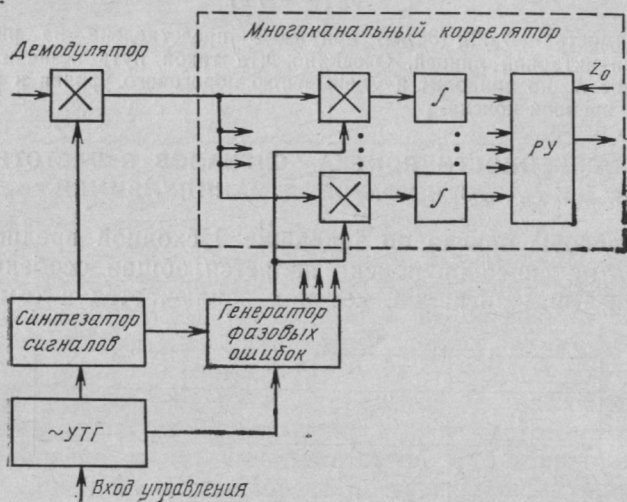 Многоканальный коррелятор
Демодулятор
Z₀
∫
РУ
∫
Синтезатор
сигналов
Генератор
фазовых
ошибок
~УТГ
Вход управления